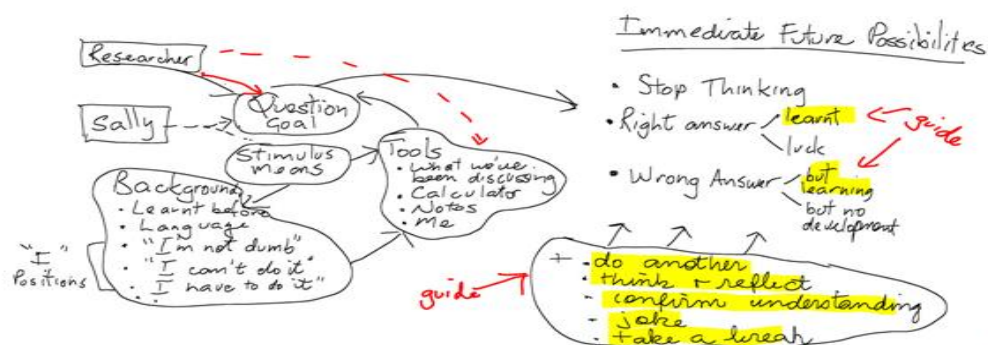 Immediate Future Possibilities
Researcher
Sally
Question
Goal
Stimulus
means
Tools
• What we've
been discussing
• Calculator
• Notes
• Me
Background
• Learnt before
• Language
• "I'm not dumb"
• "I can't do it"
• I have to do it"
"I"
Positions
• Stop Thinking
• Right answer
learnt
luck
guide
• Wrong Answer
but
learning
but no
development
guide
+ - do another
- think + reflect
- confirm understanding
- joke
- take a break